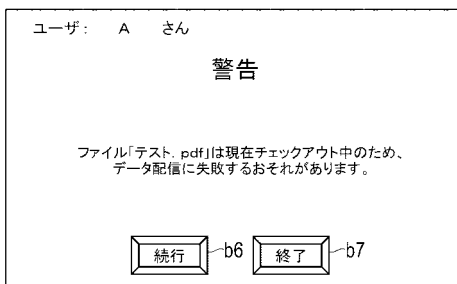 ユーザ: A さん
警告
ファイル「テスト. pdf」は現在チェックアウト中のため、
データ配信に失敗するおそれがあります。
続行 b6 終了 b7